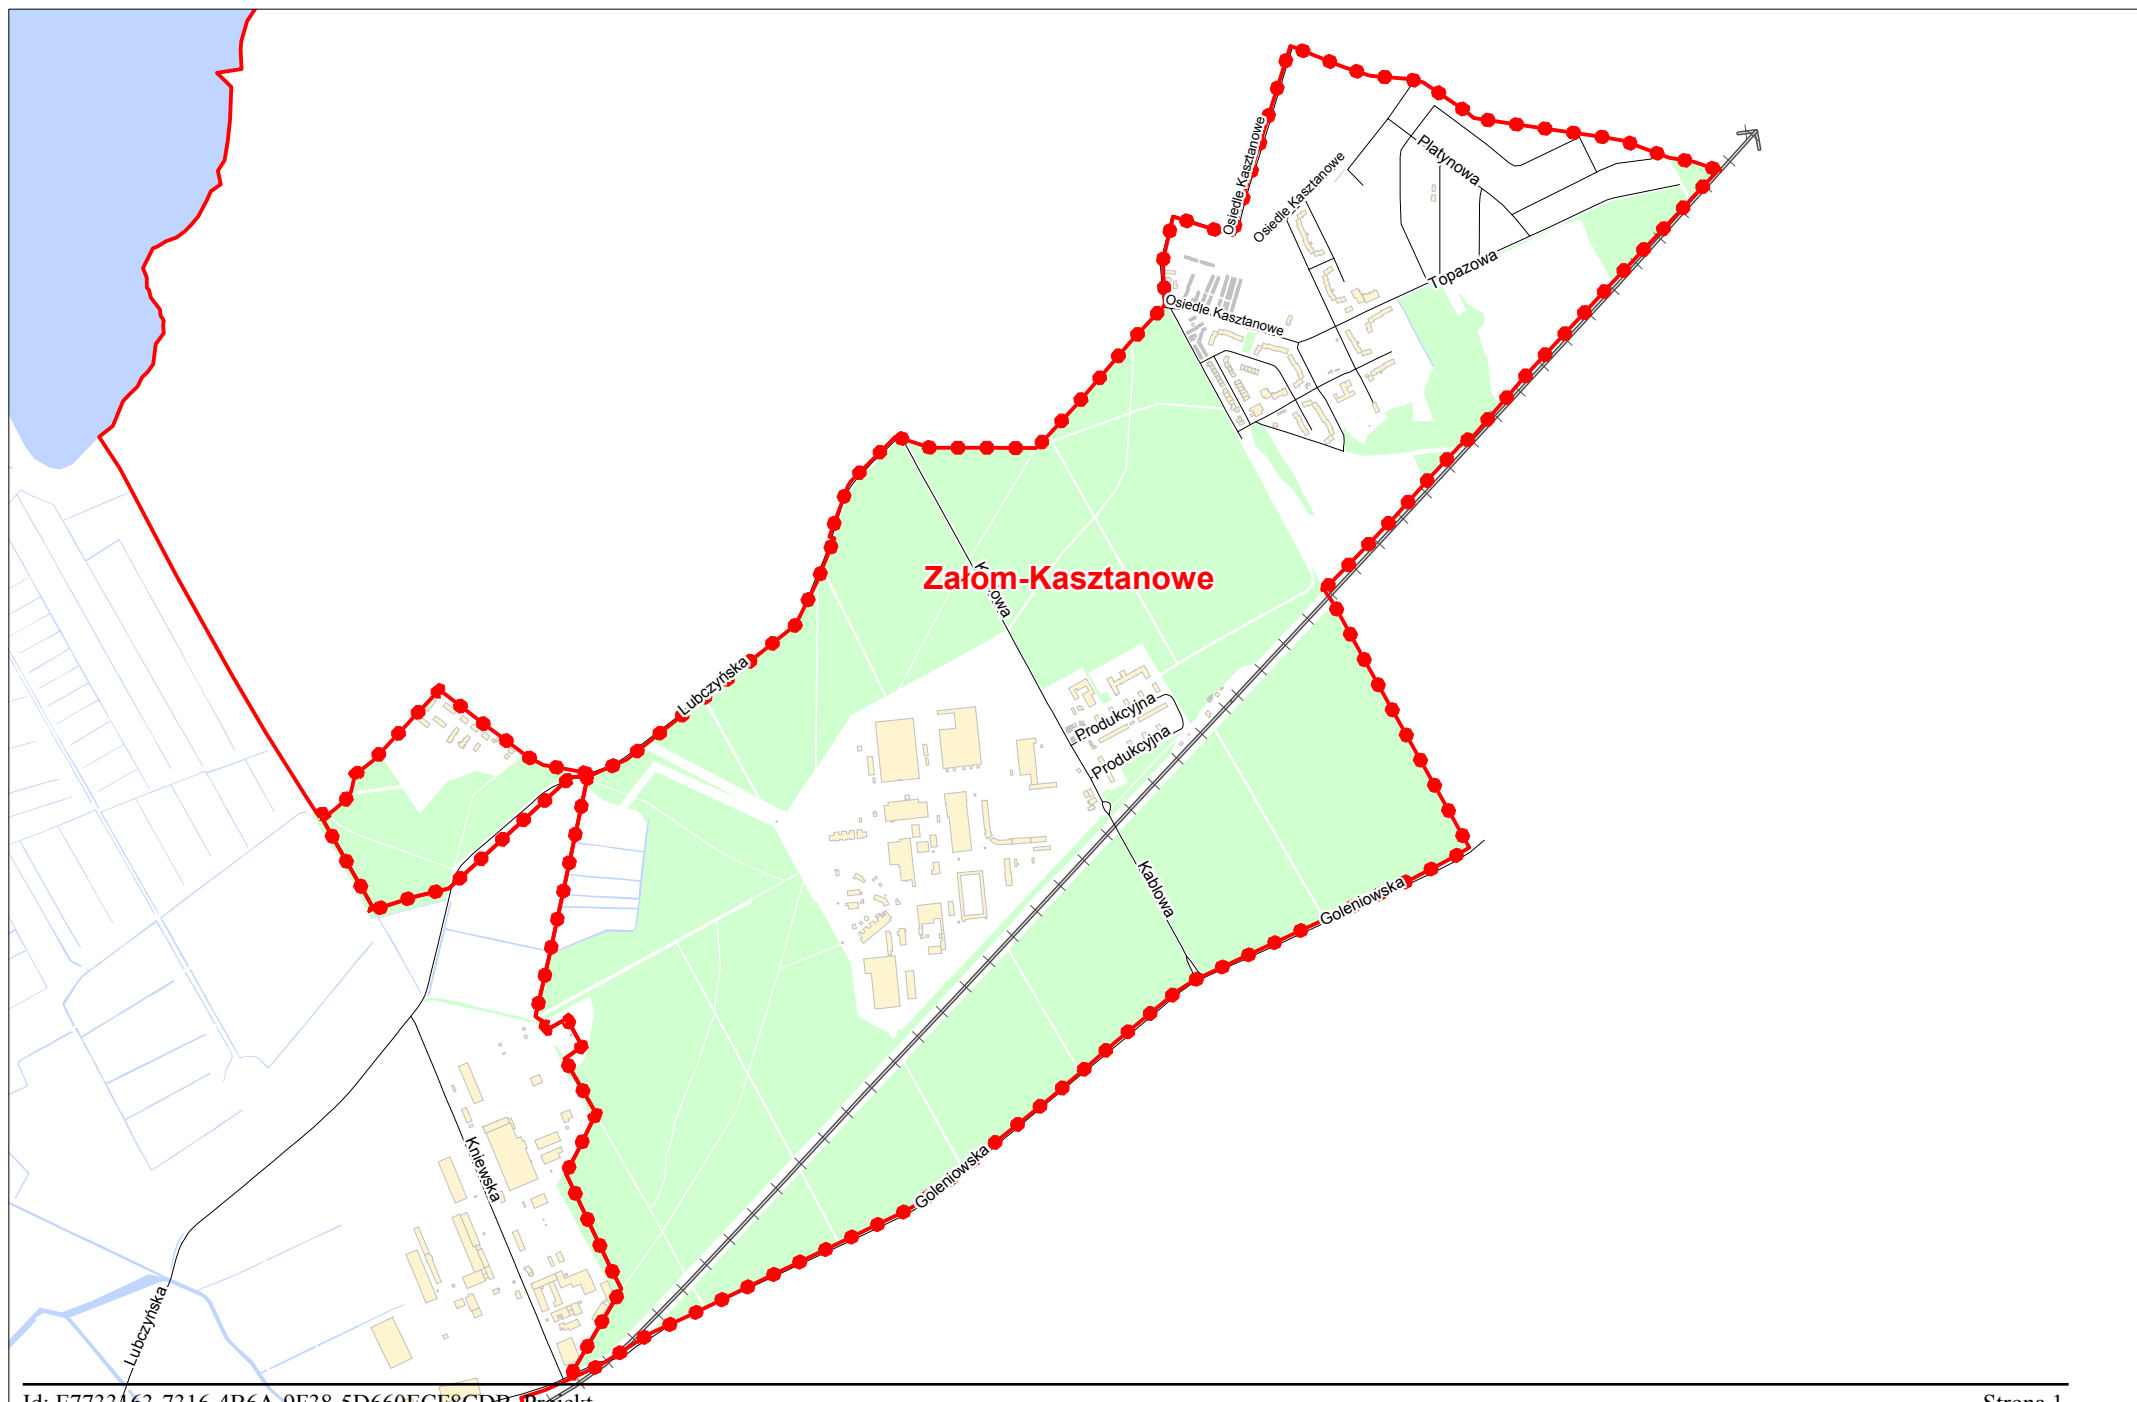 Osiedle Kasztanowe
Osiedle Kasztanowe
Platynowa
Topazowa
Osiedle Kasztanowe
Załom-Kasztanowe
Lubczyńska
Produkcyjna
Produkcyjna
Kablowa
Goleniowska
Goleniowska
Kniewska
Lubczyńska
Projekt
Strona 1